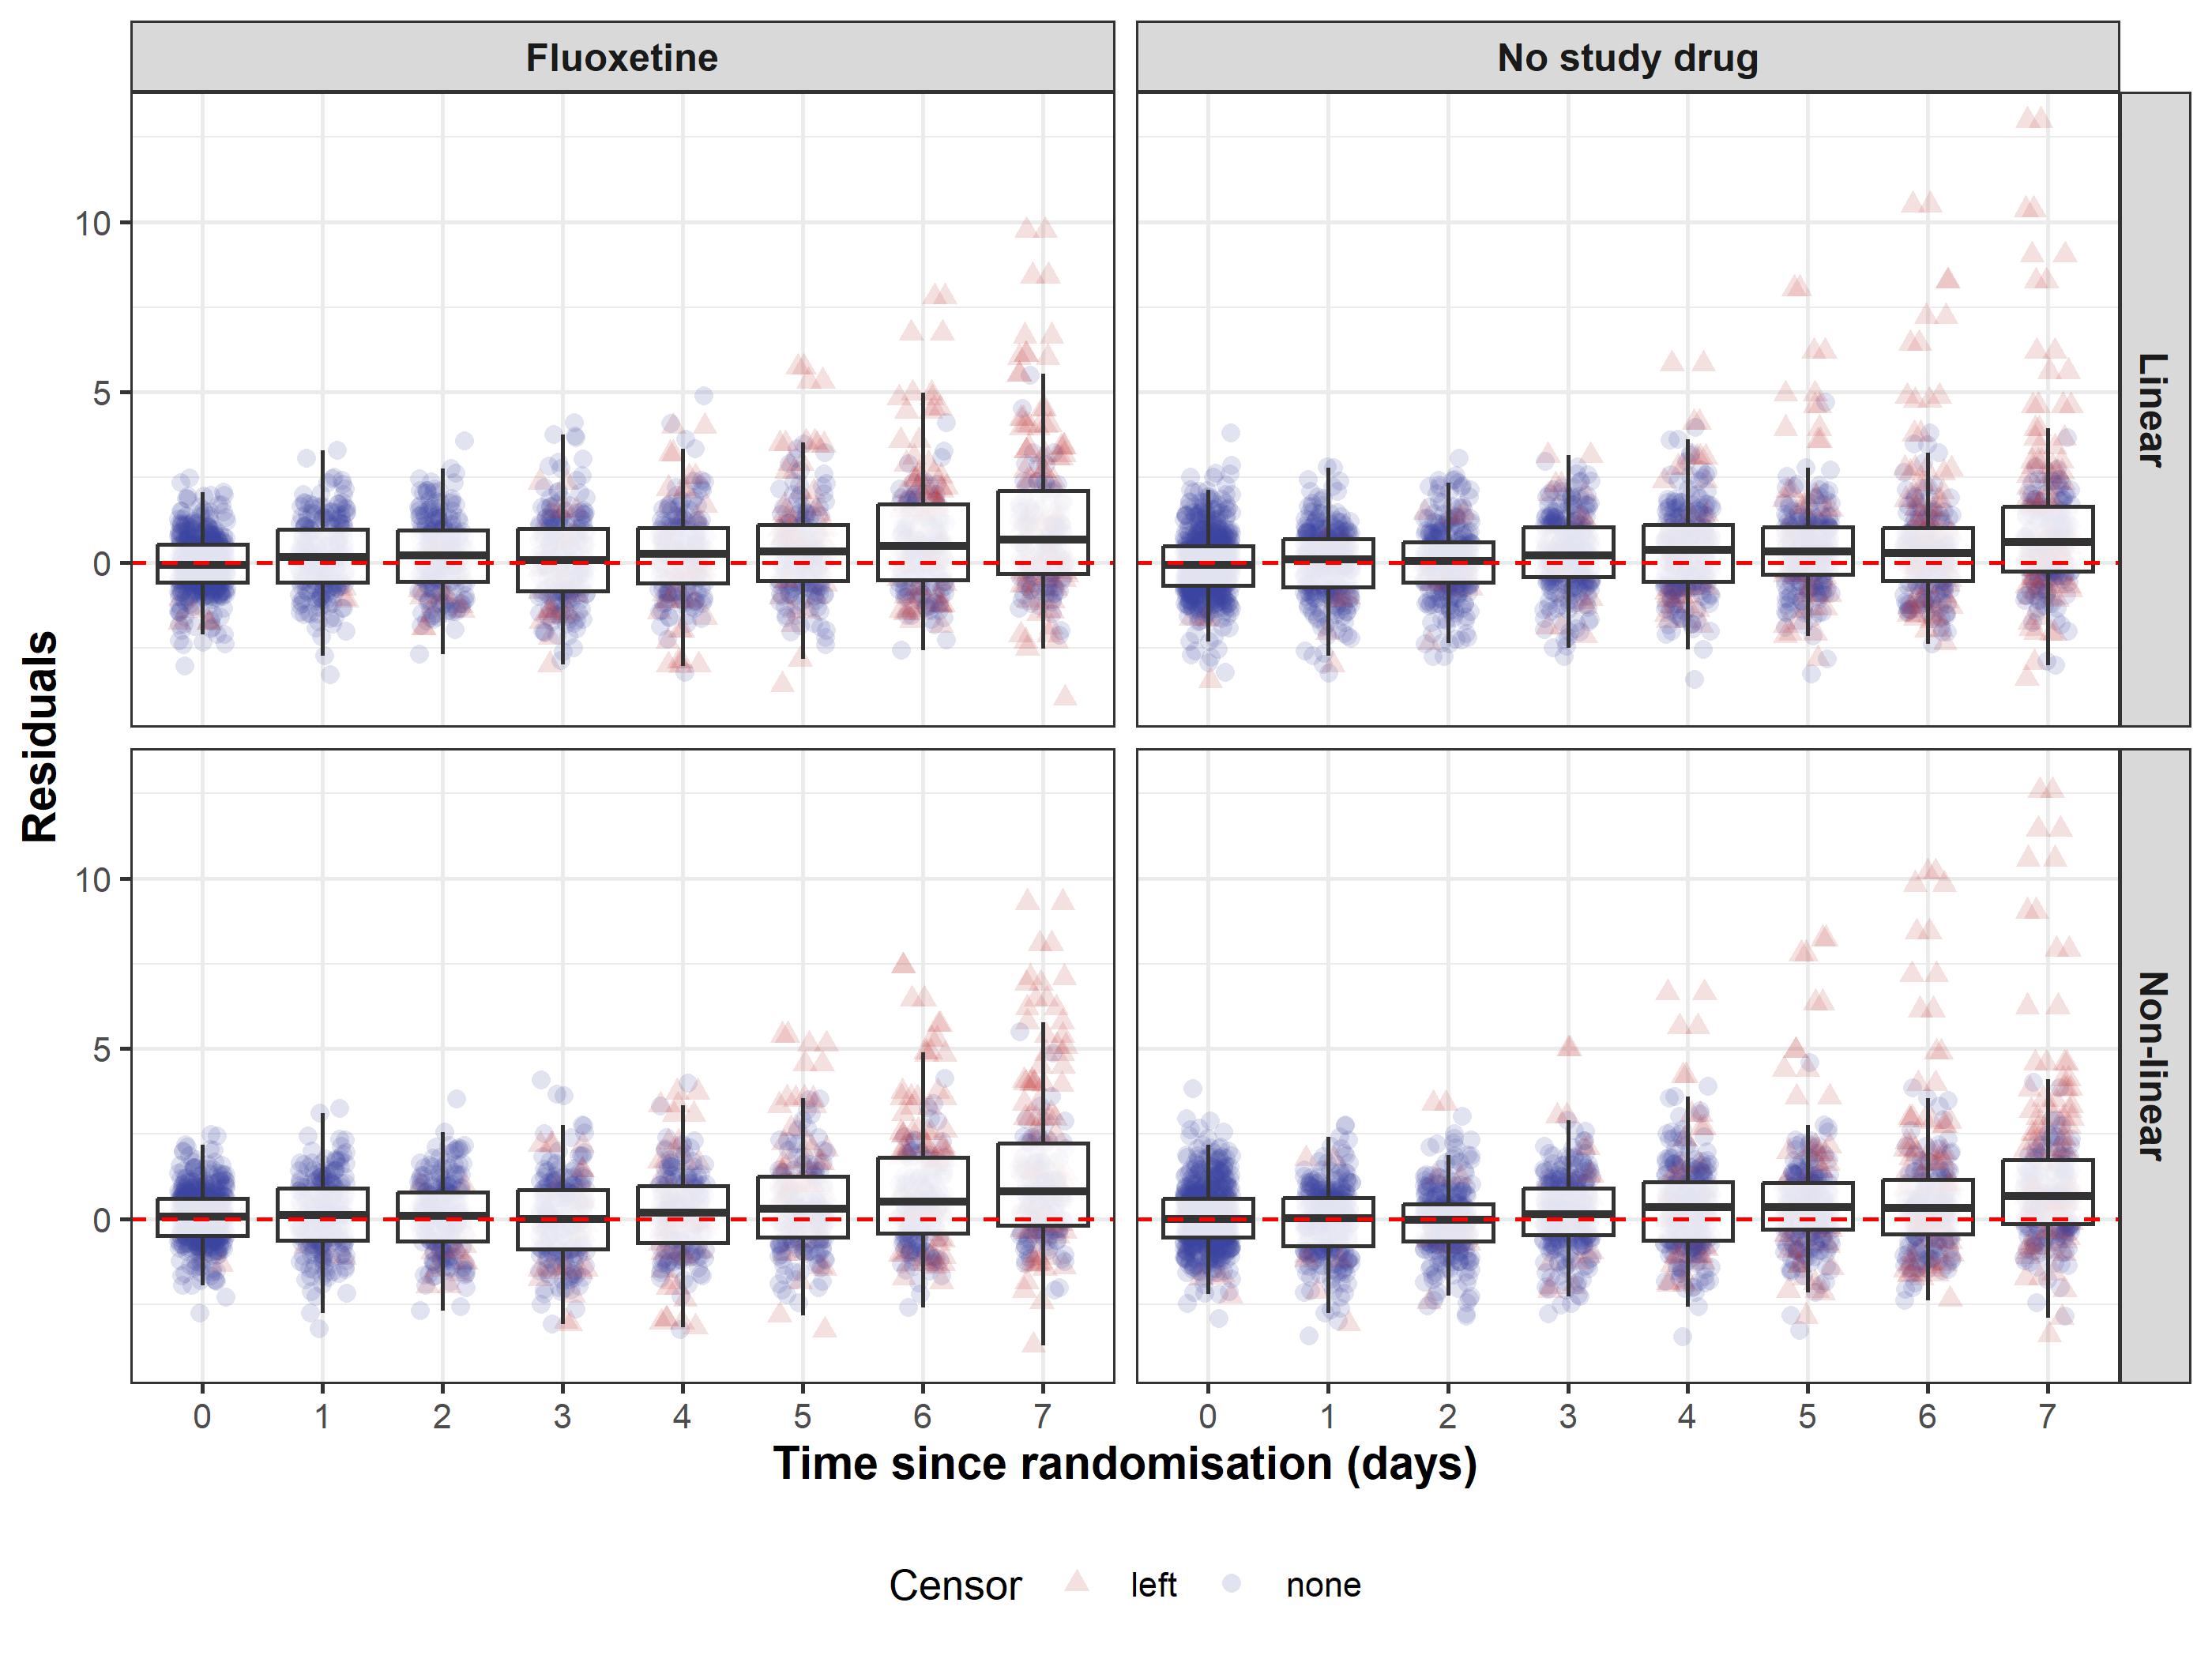 Fluoxetine
No study drug
10
5
0
Linear
Residuals
10
5
0
Non-linear
0 1 2 3 4 5 6 7
0 1 2 3 4 5 6 7
Time since randomisation (days)
Censor left none